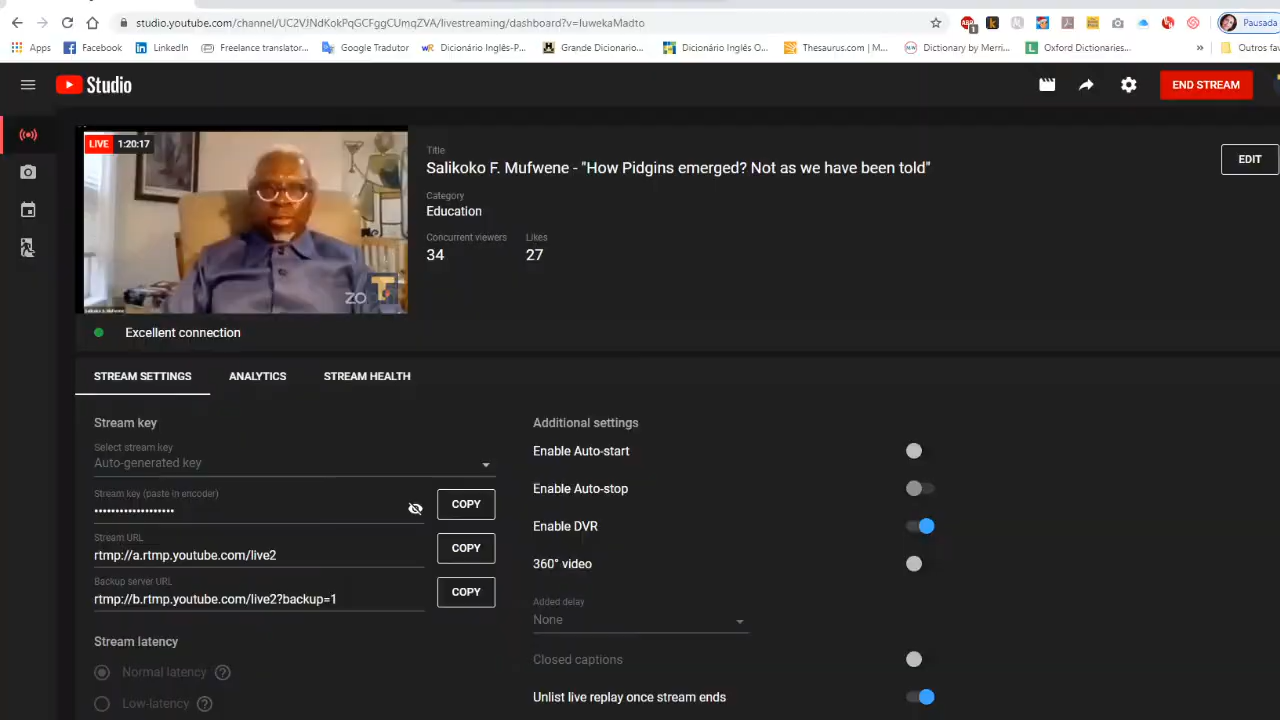 studio.youtube.com/channel/UC2VJNdKokPqGCFggCUmqZVA/livestreaming/dashboard?v=IuwekaMadto
Pausada
Apps Facebook LinkedIn Freelance translator... Google Tradutor Dicionário Inglês-P... Grande Dicionario... Dicionário Inglés O... Thesaurus.com | M... Dictionary by Merri... Oxford Dictionaries... » Outros fav
Studio
END STREAM
LIVE 1:20:17
Title
Salikoko F. Mufwene - "How Pidgins emerged? Not as we have been told"
EDIT
Category
Education
Concurrent viewers Likes
34 27
zo
Salikoko S. Mufwene
Excellent connection
STREAM SETTINGS ANALYTICS STREAM HEALTH
Stream key
Select stream key
Auto-generated key
Stream key (paste in encoder)
•••••••••••••••••••
COPY
Stream URL
rtmp://a.rtmp.youtube.com/live2
COPY
Backup server URL
rtmp://b.rtmp.youtube.com/live2?backup=1
COPY
Stream latency
Normal latency
Low-latency
Additional settings
Enable Auto-start
Enable Auto-stop
Enable DVR
360° video
Added delay
None
Closed captions
Unlist live replay once stream ends